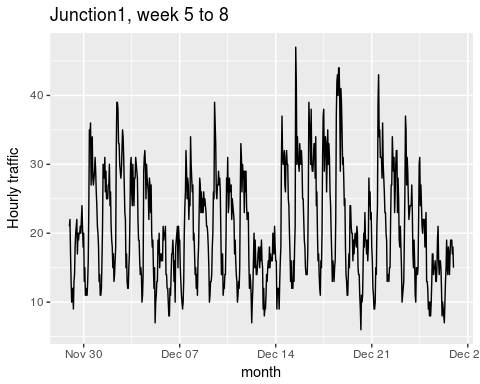 Junction1, week 5 to 8
Hourly traffic
40
30
20
10
Nov 30 Dec 07 Dec 14 Dec 21 Dec 2
month